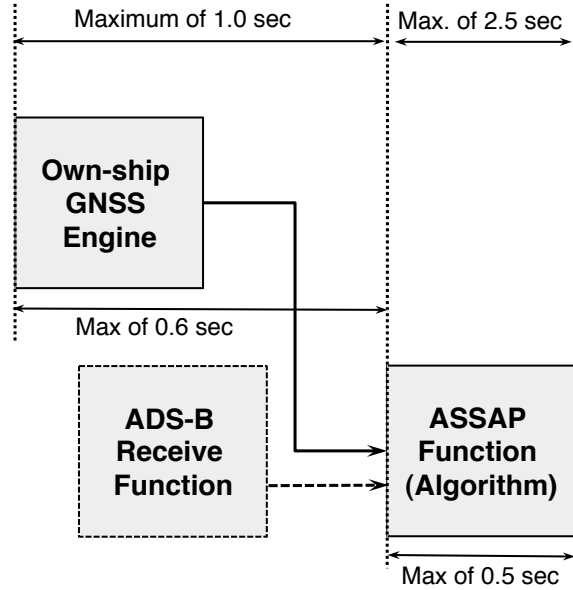 Maximum of 1.0 sec
Max. of 2.5 sec
Own-ship
GNSS
Engine
Max of 0.6 sec
ADS-B
Receive
Function
ASSAP
Function
(Algorithm)
Max of 0.5 sec